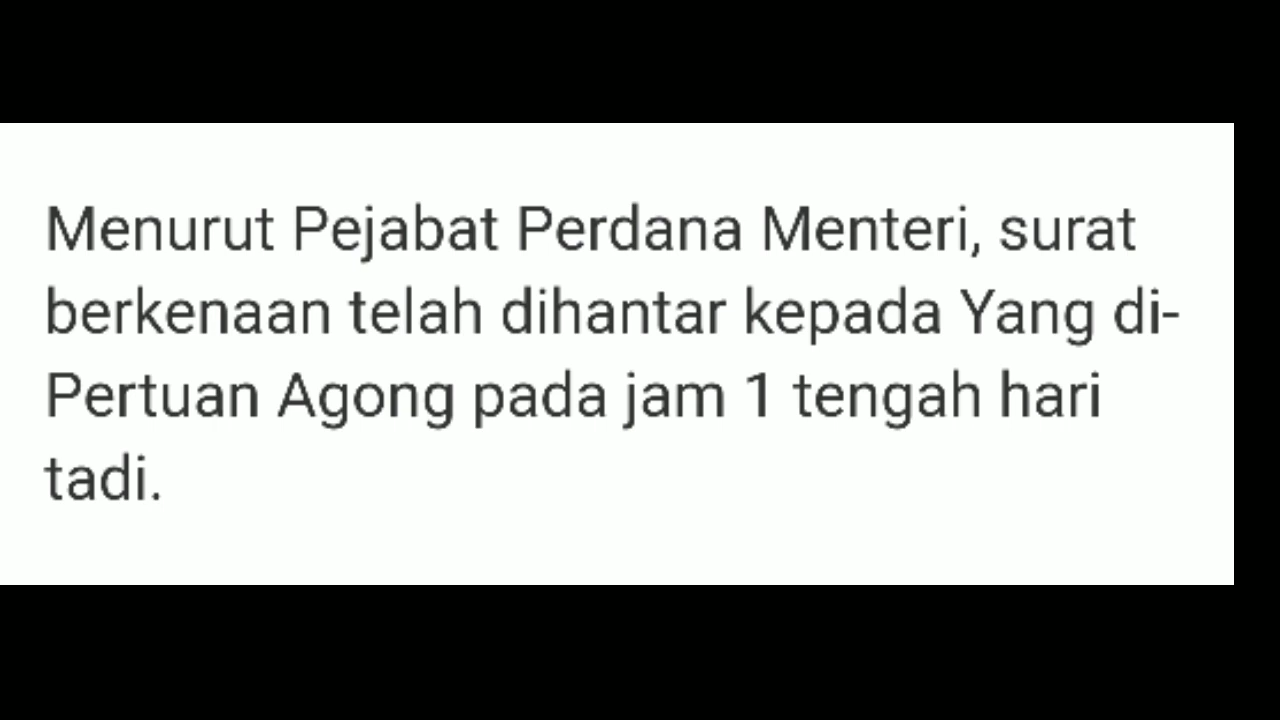 Menurut Pejabat Perdana Menteri, surat
berkenaan telah dihantar kepada Yang di-
Pertuan Agong pada jam 1 tengah hari
tadi.